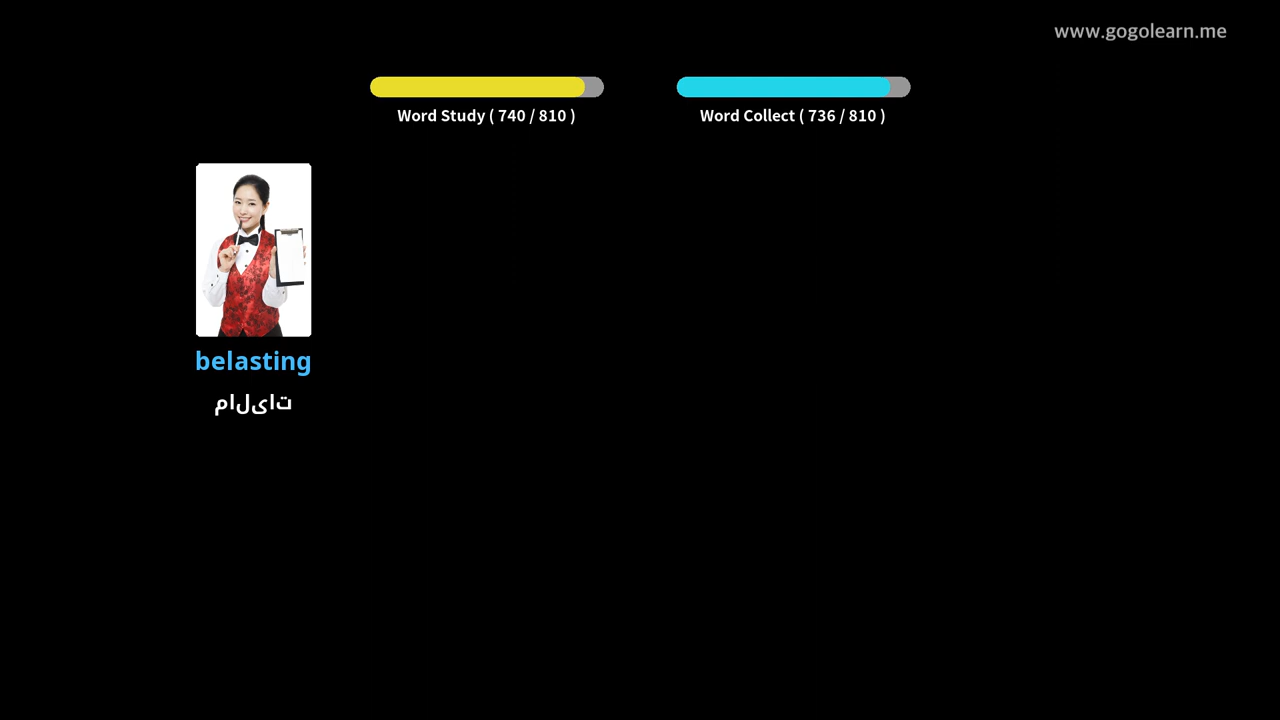 www.gogolearn.me
Word Study ( 740 / 810 )
Word Collect ( 736 / 810 )
belasting
مالیات